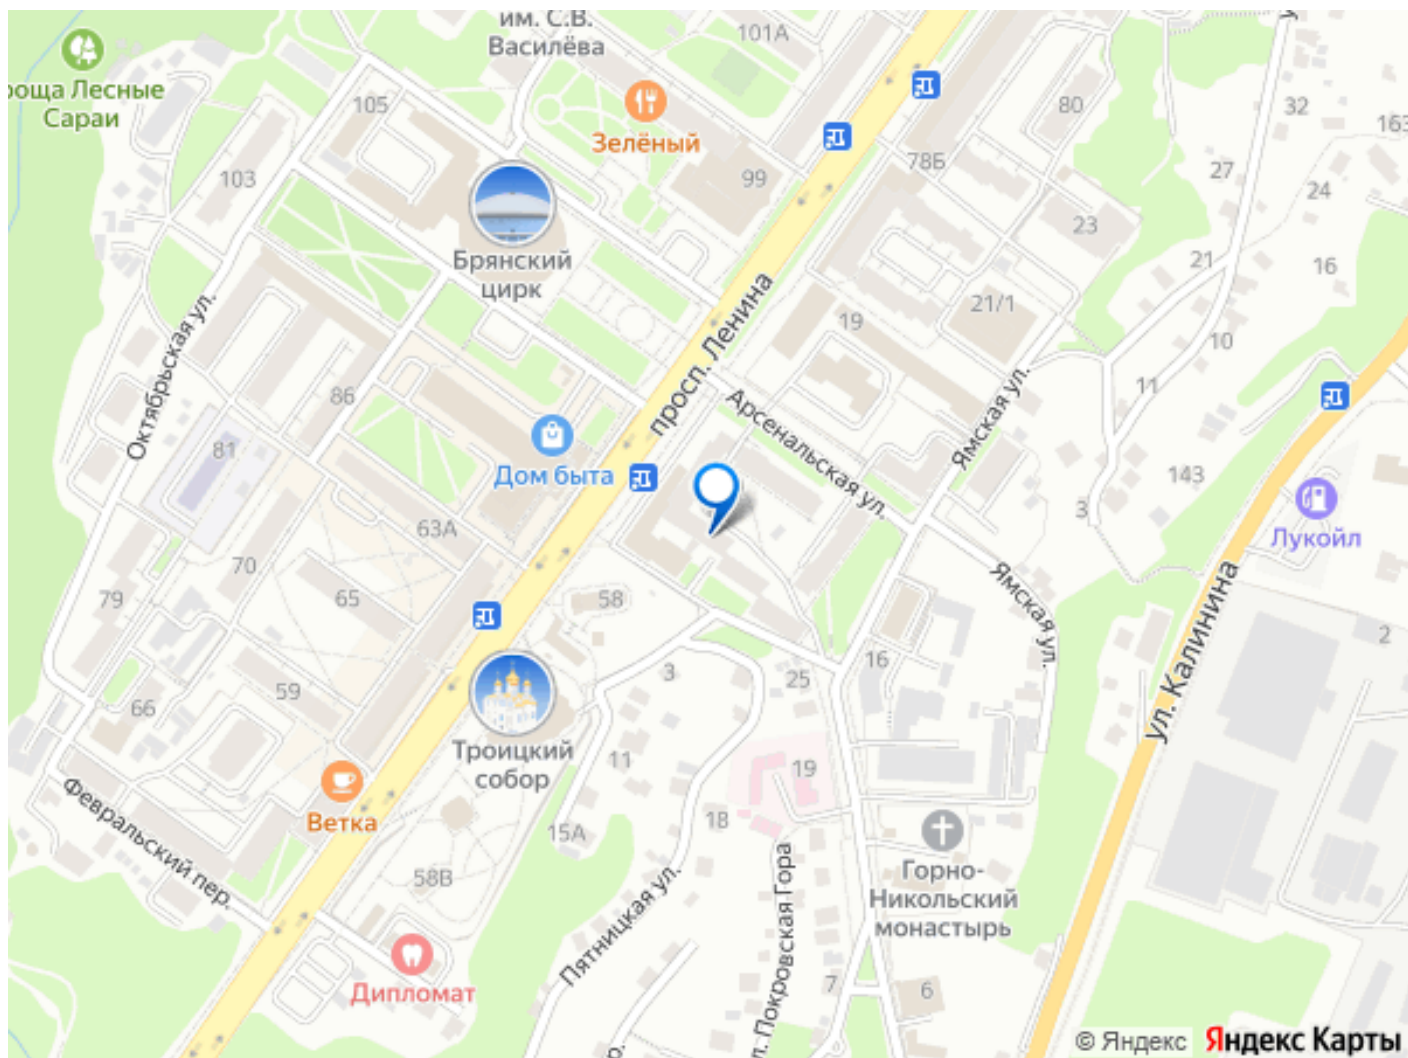 им. С.В.
Василёва
101А
оща Лесные
Сараи
105
Зелёный
80
32
163
78Б
27
103
99
24
23
Брянский
цирк
21
16
21/1
19
10
просп. Ленина
Октябрьская ул.
86
Арсенальская ул.
Ямская ул.
11
81
Дом быта
143
3
63А
Лукойл
70
65
79
58
Ямская ул.
ул. Калинина
2
59
3
25
16
66
Троицкий
собор
11
19
Ветка
15А
18
Февральский пер.
58В
Горно-
Никольский
монастырь
Пятницкая ул.
л. Покровская Гора
Дипломат
7
6
р.
© Яндекс
Яндекс Карты